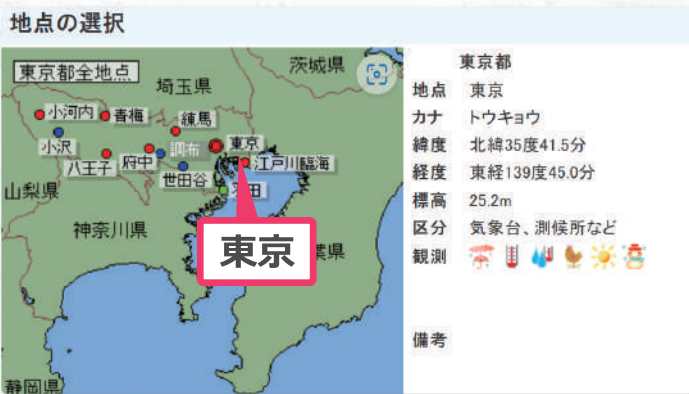 地点の選択
東京都全地点
茨城県
埼玉県
小河内
青梅
練馬
小沢
八王子
府中
調布
東京
世田谷
江戸川臨海
羽田
山梨県
神奈川県
東京
葉県
静岡県
東京都
地点 東京
カナ トウキョウ
緯度 北緯35度41.5分
経度 東経139度45.0分
標高 25.2m
区分 気象台、測候所など
観測
備考